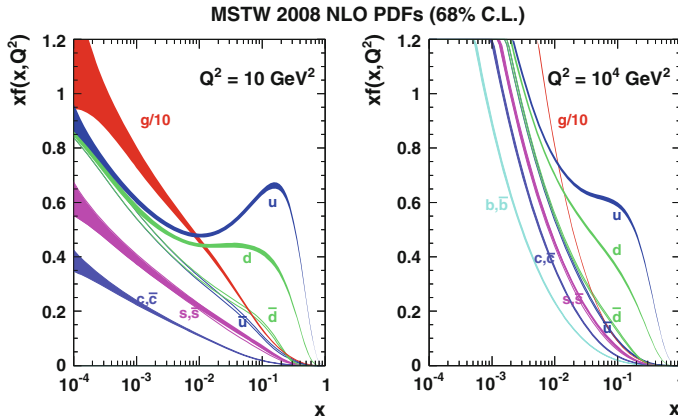 MSTW 2008 NLO PDFs (68% C.L.)
xf(x,Q²)
1.2
1
0.8
0.6
0.4
0.2
0
Q² = 10 GeV²
g/10
u
d
c,c̅
s,s̅
u̅
d̅
10⁻⁴ 10⁻³ 10⁻² 10⁻¹ 1
x
xf(x,Q²)
1.2
1
0.8
0.6
0.4
0.2
0
Q² = 10⁴ GeV²
g/10
b,b̅
u
d
c,c̅
s,s̅
d̅
u̅
10⁻⁴ 10⁻³ 10⁻² 10⁻¹ 1
x